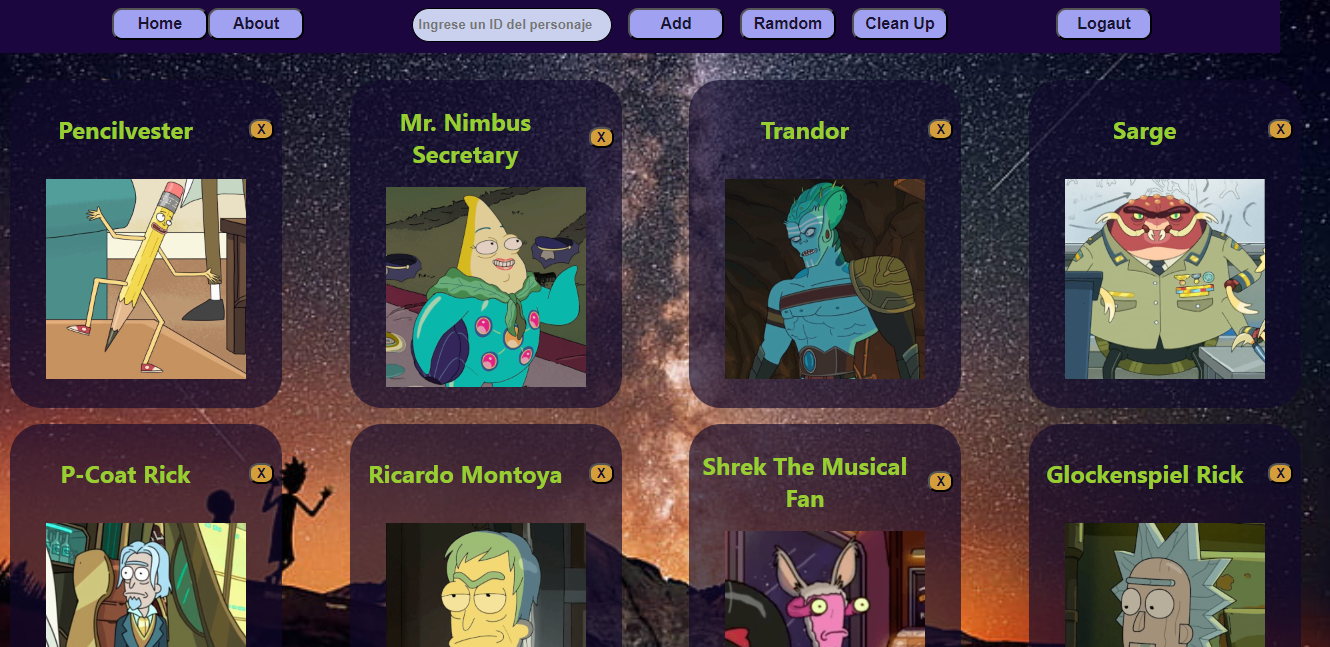 Home About Ingrese un ID del personaje Add Ramdom Clean Up Logaut
Pencilvester X
Mr. Nimbus
Secretary X
Trandor X
Sarge X
P-Coat Rick X
Ricardo Montoya X
Shrek The Musical
Fan X
Glockenspiel Rick X